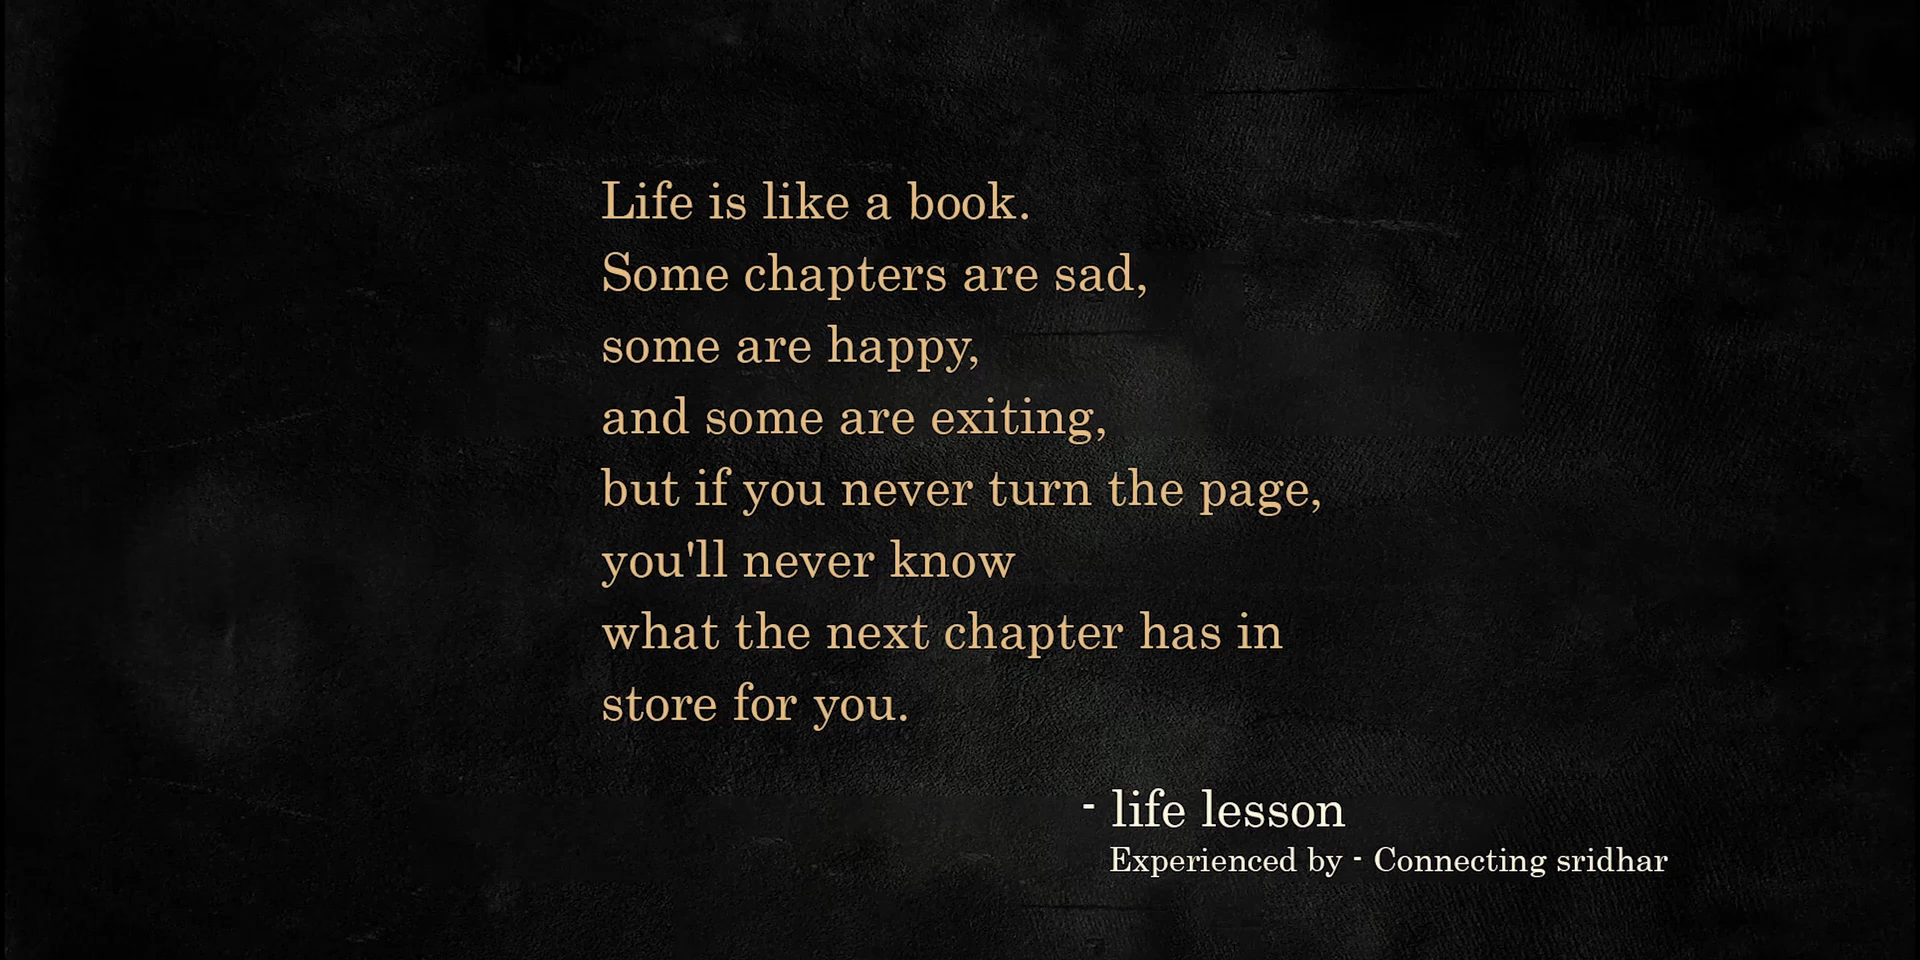 Life is like a book.
Some chapters are sad,
some are happy,
and some are exiting,
but if you never turn the page,
you'll never know
what the next chapter has in
store for you.
- life lesson
Experienced by - Connecting sridhar